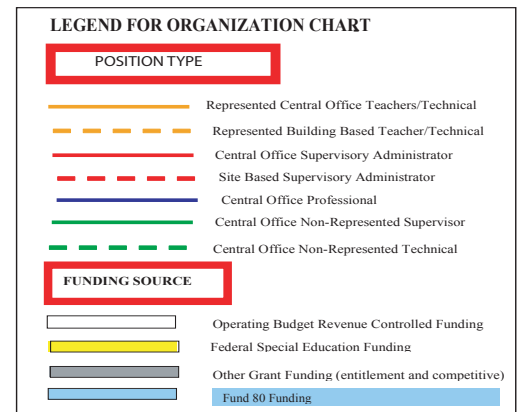 LEGEND FOR ORGANIZATION CHART
POSITION TYPE
Represented Central Office Teachers/Technical
Represented Building Based Teacher/Technical
Central Office Supervisory Administrator
Site Based Supervisory Administrator
Central Office Professional
Central Office Non-Represented Supervisor
Central Office Non-Represented Technical
FUNDING SOURCE
Operating Budget Revenue Controlled Funding
Federal Special Education Funding
Other Grant Funding (entitlement and competitive)
Fund 80 Funding